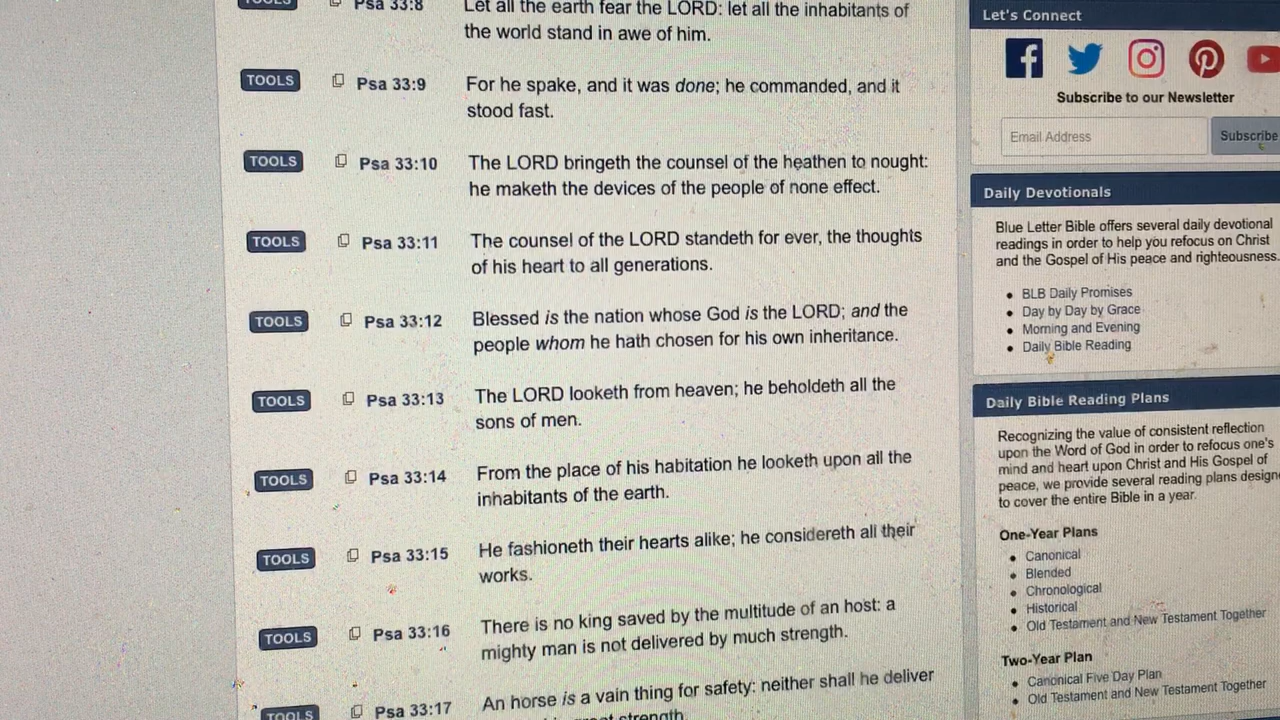 TOOLS Psa 33:8 Let all the earth fear the LORD: let all the inhabitants of
the world stand in awe of him.
TOOLS Psa 33:9 For he spake, and it was done; he commanded, and it
stood fast.
TOOLS Psa 33:10 The LORD bringeth the counsel of the heathen to nought:
he maketh the devices of the people of none effect.
TOOLS Psa 33:11 The counsel of the LORD standeth for ever, the thoughts
of his heart to all generations.
TOOLS Psa 33:12 Blessed is the nation whose God is the LORD; and the
people whom he hath chosen for his own inheritance.
TOOLS Psa 33:13 The LORD looketh from heaven; he beholdeth all the
sons of men.
TOOLS Psa 33:14 From the place of his habitation he looketh upon all the
inhabitants of the earth.
TOOLS Psa 33:15 He fashioneth their hearts alike; he considereth all their
works.
TOOLS Psa 33:16 There is no king saved by the multitude of an host: a
mighty man is not delivered by much strength.
TOOLS Psa 33:17 An horse is a vain thing for safety: neither shall he deliver
great strength.
Let's Connect
Subscribe to our Newsletter
Email Address Subscribe
Daily Devotionals
Blue Letter Bible offers several daily devotional
readings in order to help you refocus on Christ
and the Gospel of His peace and righteousness.
BLB Daily Promises
Day by Day by Grace
Morning and Evening
Daily Bible Reading
Daily Bible Reading Plans
Recognizing the value of consistent reflection
upon the Word of God in order to refocus one's
mind and heart upon Christ and His Gospel of
peace, we provide several reading plans design
to cover the entire Bible in a year.
One-Year Plans
Canonical
Blended
Chronological
Historical
Old Testament and New Testament Together
Two-Year Plan
Canonical Five Day Plan
Old Testament and New Testament Together